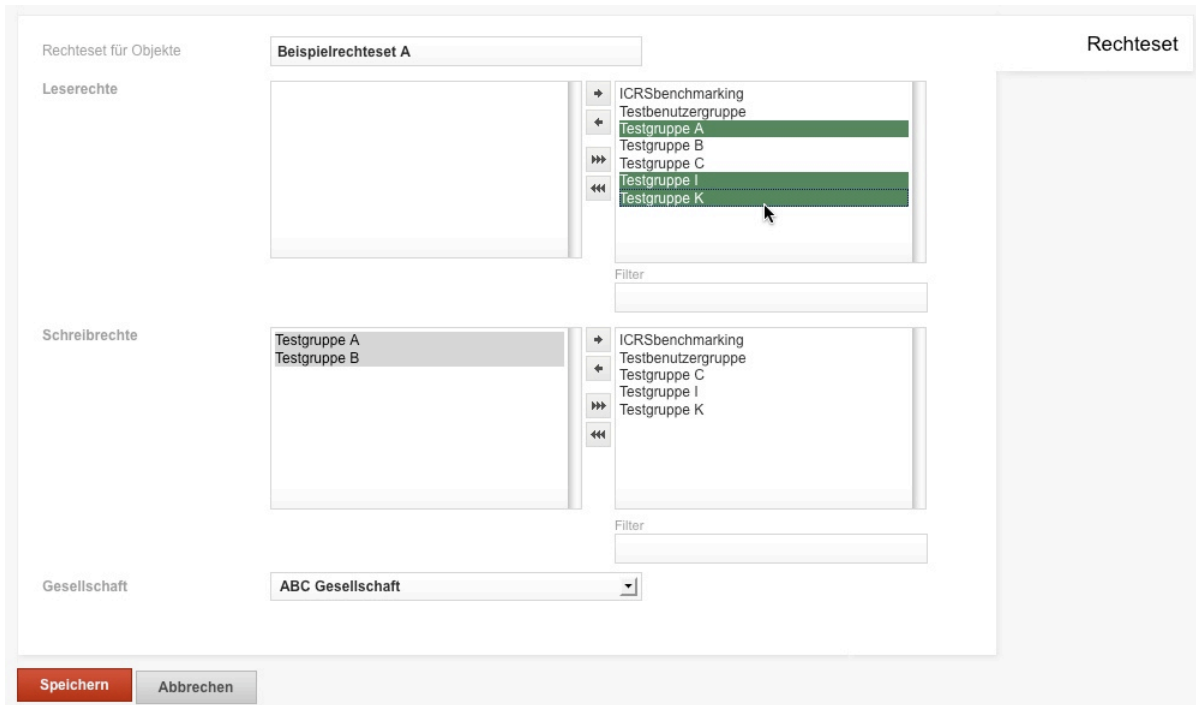 Rechteset
Rechteset für Objekte
Beispielrechteset A
Leserechte
ICRSbenchmarking
Testbenutzergruppe
Testgruppe A
Testgruppe B
Testgruppe C
Testgruppe I
Testgruppe K
Filter
Schreibrechte
Testgruppe A
Testgruppe B
ICRSbenchmarking
Testbenutzergruppe
Testgruppe C
Testgruppe I
Testgruppe K
Filter
Gesellschaft
ABC Gesellschaft
Speichern
Abbrechen